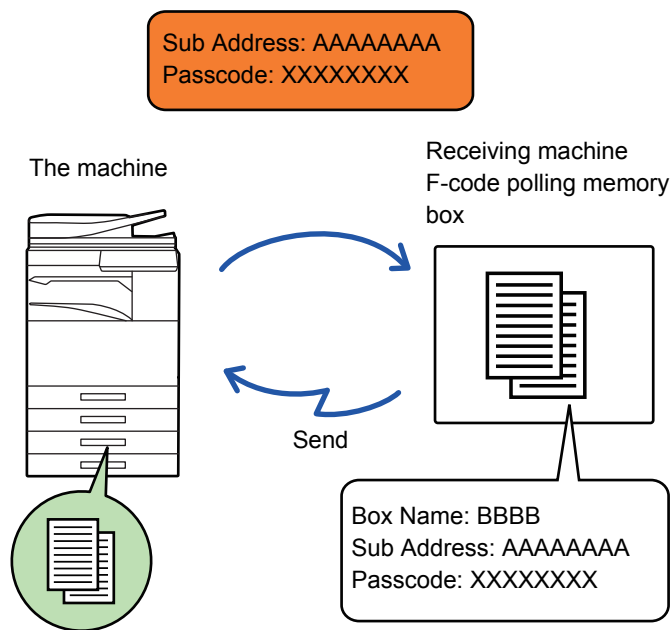 Sub Address: AAAAAAAA
Passcode: XXXXXXXX
The machine
Receiving machine
F-code polling memory
box
Send
Box Name: BBBB
Sub Address: AAAAAAAA
Passcode: XXXXXXXX